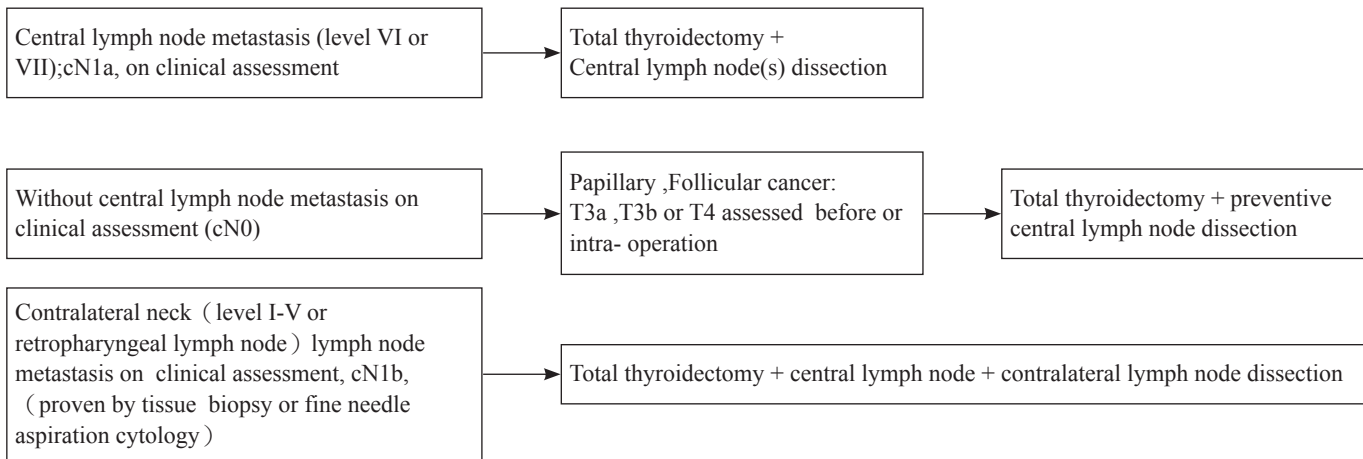 Central lymph node metastasis (level VI or
VII);cN1a, on clinical assessment
Total thyroidectomy +
Central lymph node(s) dissection
Without central lymph node metastasis on
clinical assessment (cN0)
Papillary ,Follicular cancer:
T3a ,T3b or T4 assessed before or
intra- operation
Total thyroidectomy + preventive
central lymph node dissection
Contralateral neck（level I-V or
retropharyngeal lymph node）lymph node
metastasis on clinical assessment, cN1b,
（proven by tissue biopsy or fine needle
aspiration cytology）
Total thyroidectomy + central lymph node + contralateral lymph node dissection